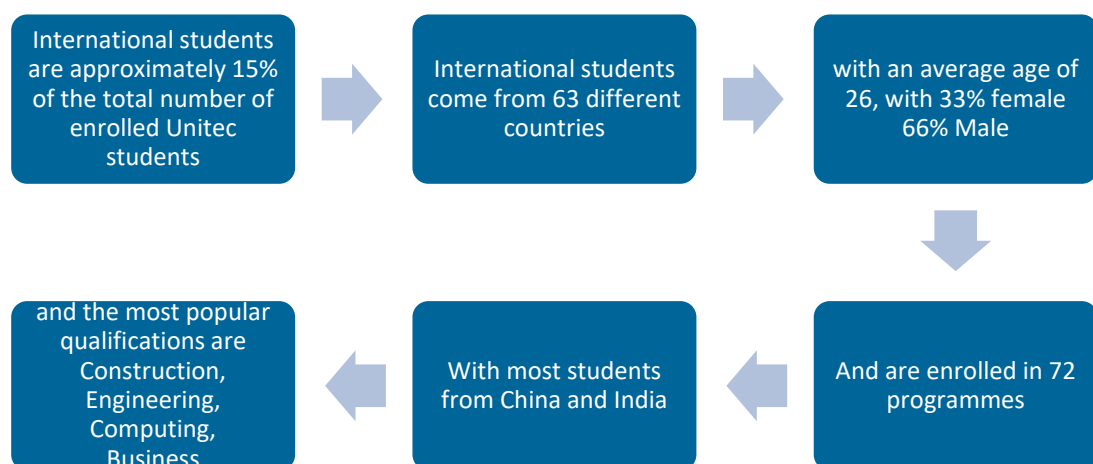 International students
are approximately 15%
of the total number of
enrolled Unitec
students
International students
come from 63 different
countries
with an average age of
26, with 33% female
66% Male
And are enrolled in 72
programmes
With most students
from China and India
and the most popular
qualifications are
Construction,
Engineering,
Computing,
Business